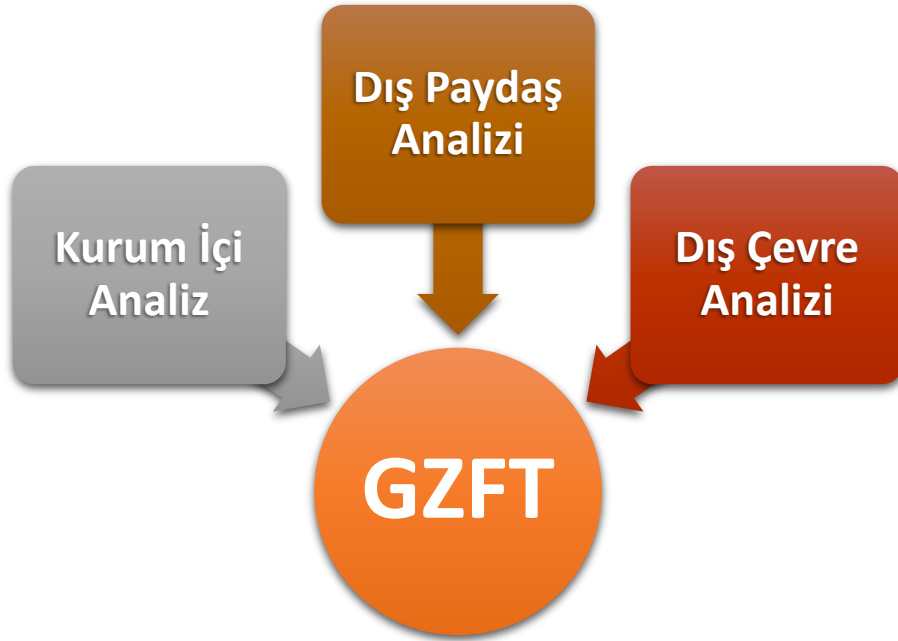 Dış Paydaş
Analizi
Kurum İçi
Analiz
Dış Çevre
Analizi
GZFT